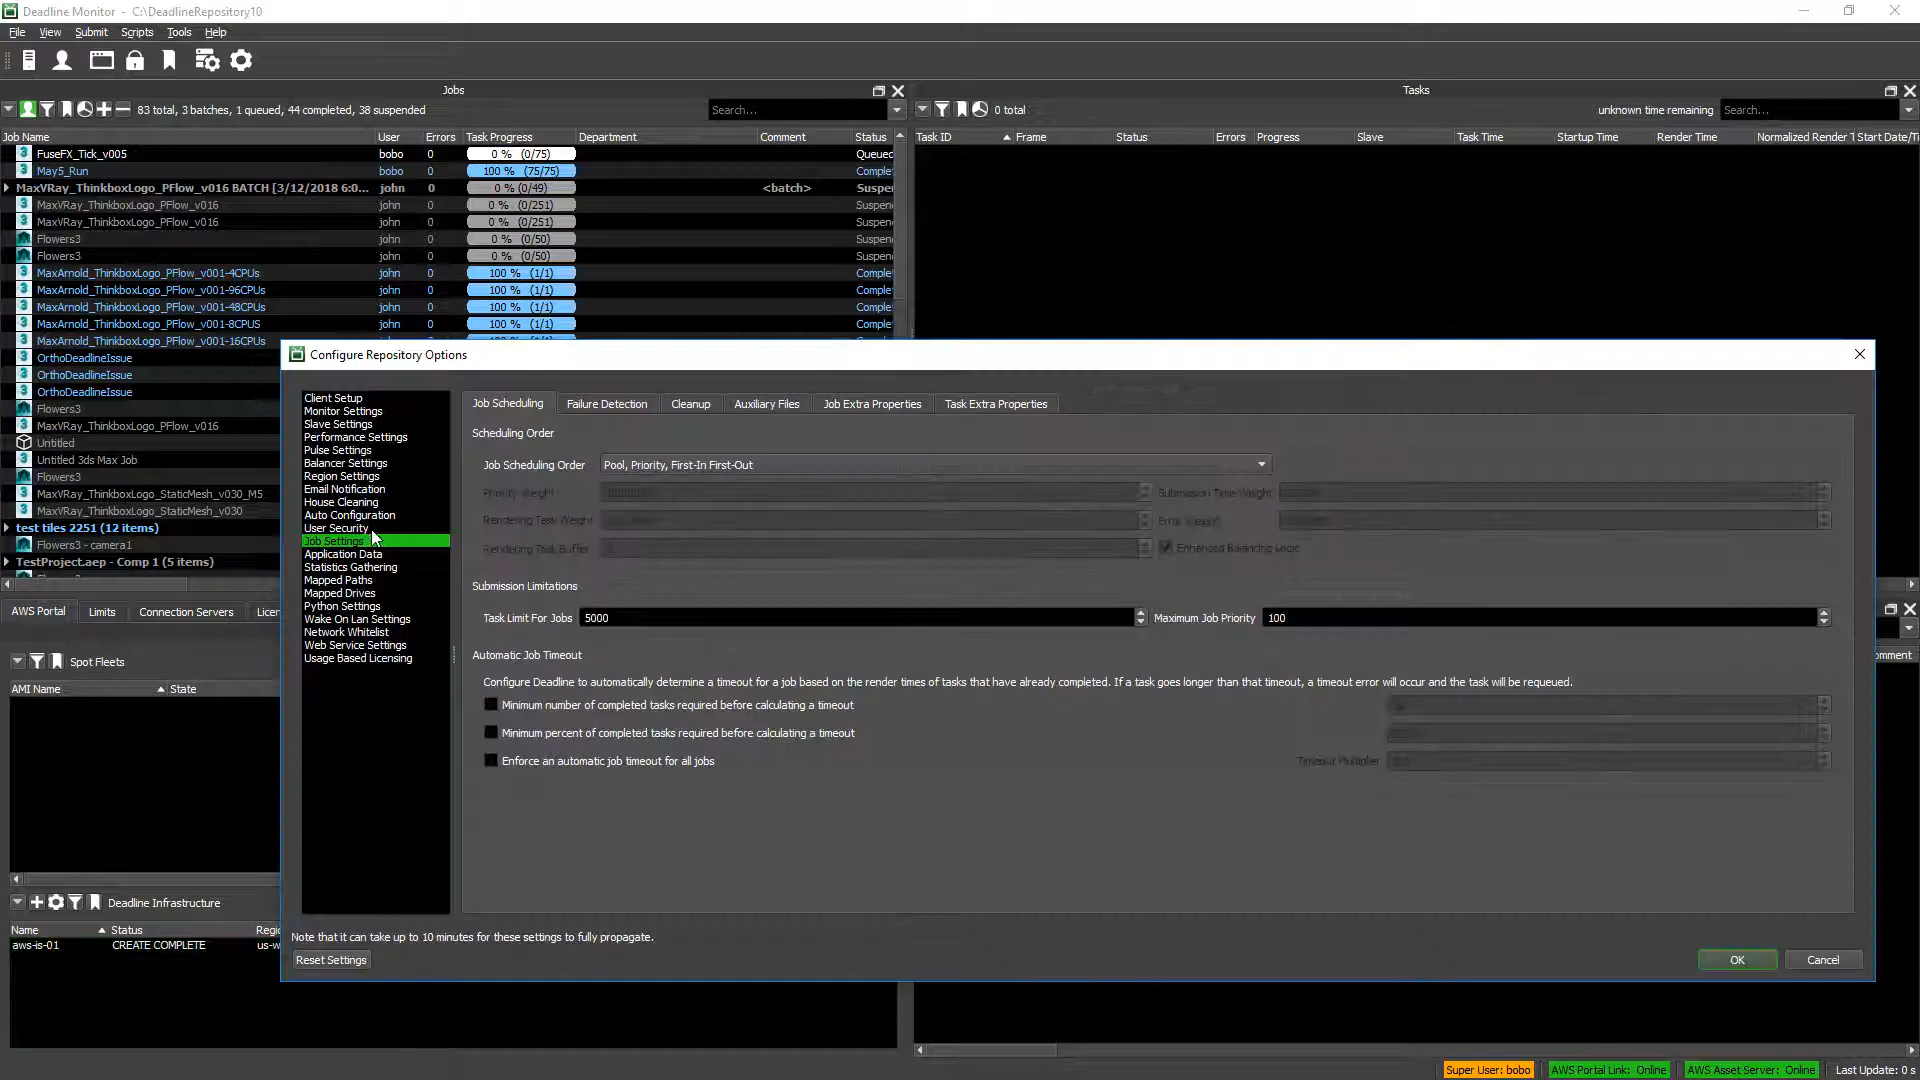 Deadline Monitor - C:\DeadlineRepository10
File View Submit Scripts Tools Help
Jobs
83 total, 3 batches, 1 queued, 44 completed, 38 suspended
Search...
Job Name User Errors Task Progress Department Comment Status
FuseFX_Tick_v005 bobo 0 0 % (0/75) Queued
May5_Run bobo 0 100 % (75/75) Comple
MaxVRay_ThinkboxLogo_PFlow_v016 BATCH [3/12/2018 6:0... john 0 0 % (0/49) <batch> Suspe
MaxVRay_ThinkboxLogo_PFlow_v016 john 0 0 % (0/251) Suspen
MaxVRay_ThinkboxLogo_PFlow_v016 john 0 0 % (0/251) Suspen
Flowers3 john 0 0 % (0/50) Suspen
Flowers3 john 0 0 % (0/50) Suspen
MaxArnold_ThinkboxLogo_PFlow_v001-4CPUs john 0 100 % (1/1) Comple
MaxArnold_ThinkboxLogo_PFlow_v001-96CPUs john 0 100 % (1/1) Comple
MaxArnold_ThinkboxLogo_PFlow_v001-48CPUs john 0 100 % (1/1) Comple
MaxArnold_ThinkboxLogo_PFlow_v001-8CPUS john 0 100 % (1/1) Comple
MaxArnold_ThinkboxLogo_PFlow_v001-16CPUs
OrthoDeadlineIssue
OrthoDeadlineIssue
OrthoDeadlineIssue
Flowers3
MaxVRay_ThinkboxLogo_PFlow_v016
Untitled
Untitled 3ds Max Job
Flowers3
MaxVRay_ThinkboxLogo_StaticMesh_v030_M5
MaxVRay_ThinkboxLogo_StaticMesh_v030
test tiles 2251 (12 items)
Flowers3 - camera1
TestProject.aep - Comp 1 (5 items)
Tasks
0 total
unknown time remaining
Search...
Task ID Frame Status Errors Progress Slave Task Time Startup Time Render Time Normalized Render T Start Date/Ti
AWS Portal Limits Connection Servers Licen
Spot Fleets
AMI Name State
Deadline Infrastructure
Name Status Regi
aws-is-01 CREATE COMPLETE us-w
omment
Configure Repository Options
Client Setup
Monitor Settings
Slave Settings
Performance Settings
Pulse Settings
Balancer Settings
Region Settings
Email Notification
House Cleaning
Auto Configuration
User Security
Job Settings
Application Data
Statistics Gathering
Mapped Paths
Mapped Drives
Python Settings
Wake On Lan Settings
Network Whitelist
Web Service Settings
Usage Based Licensing
Job Scheduling Failure Detection Cleanup Auxiliary Files Job Extra Properties Task Extra Properties
Scheduling Order
Job Scheduling Order Pool, Priority, First-In First-Out
Priority Weight Submission Time Weight
Rendering Task Weight Error Weight
Rendering Task Buffer Enhanced Balancing Logic
Submission Limitations
Task Limit For Jobs 5000 Maximum Job Priority 100
Automatic Job Timeout
Configure Deadline to automatically determine a timeout for a job based on the render times of tasks that have already completed. If a task goes longer than that timeout, a timeout error will occur and the task will be requeued.
Minimum number of completed tasks required before calculating a timeout
Minimum percent of completed tasks required before calculating a timeout
Enforce an automatic job timeout for all jobs Timeout Multiplier
Note that it can take up to 10 minutes for these settings to fully propagate.
Reset Settings OK Cancel
Super User: bobo AWS Portal Link: Online AWS Asset Server: Online Last Update: 0 s